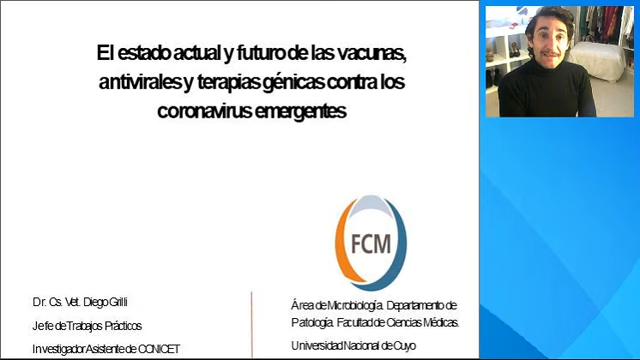 El estado actual y futuro de las vacunas,
antivirales y terapias génicas contra los
coronavirus emergentes
FCM
Dr. Cs. Vet. Diego Grilli
Jefe de Trabajos Prácticos
Investigador Asistente de CONICET
Área de Microbiología. Departamento de
Patología. Facultad de Ciencias Médicas.
Universidad Nacional de Cuyo